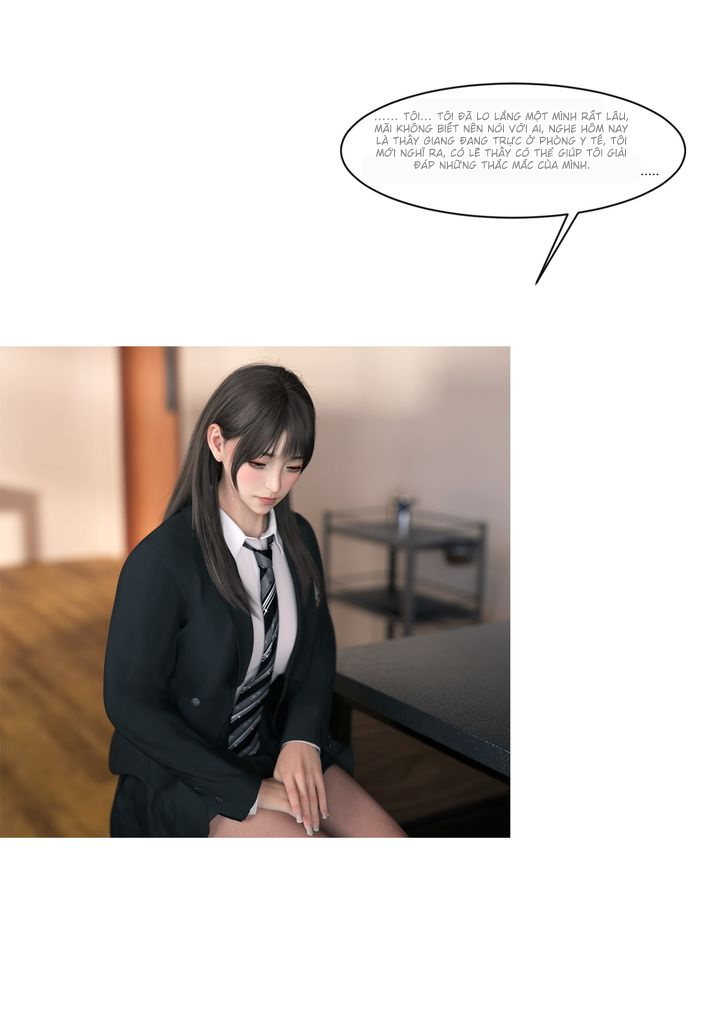 ...... TÔI... TÔI ĐÃ LO LẮNG MỘT MÌNH RẤT LÂU,
MÃI KHÔNG BIẾT NÊN NÓI VỚI AI, NGHE HÔM NAY
LÀ THẦY GIANG ĐANG TRỰC Ở PHÒNG Y TẾ, TÔI
MỚI NGHĨ RA, CÓ LẼ THẦY CÓ THỂ GIÚP TÔI GIẢI
ĐÁP NHỮNG THẮC MẮC CỦA MÌNH.
.....